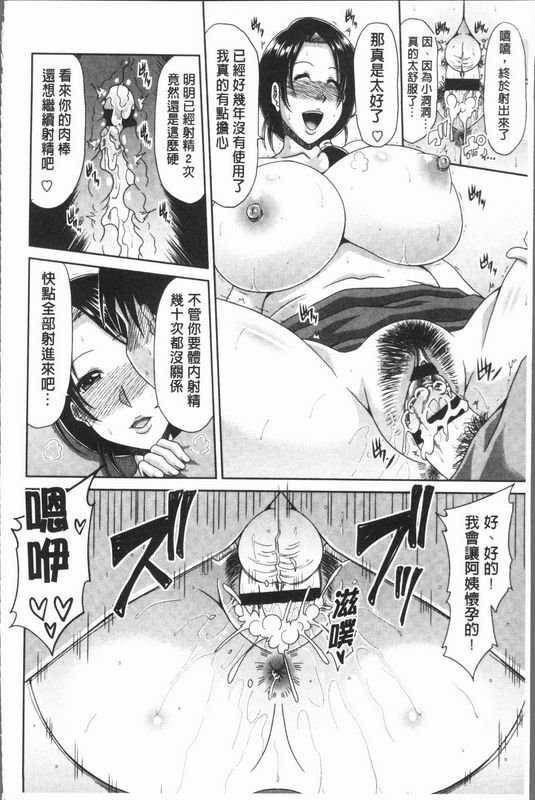 嘻嘻，終於射出來了
因、因為小洞洞…
真的太舒服了…
那真是太好了♡
已經好幾年沒有使用了
我真的有點擔心
明明已經射精2次
竟然還是這麼硬
看來你的肉棒
還想繼續射精吧♡
不管你要體內射精
幾十次都沒關係
快點全部射進來吧…
好、好的！
我會讓阿姨懷孕的！
ズズ
滋噗♡
嗯咿♡♡♡